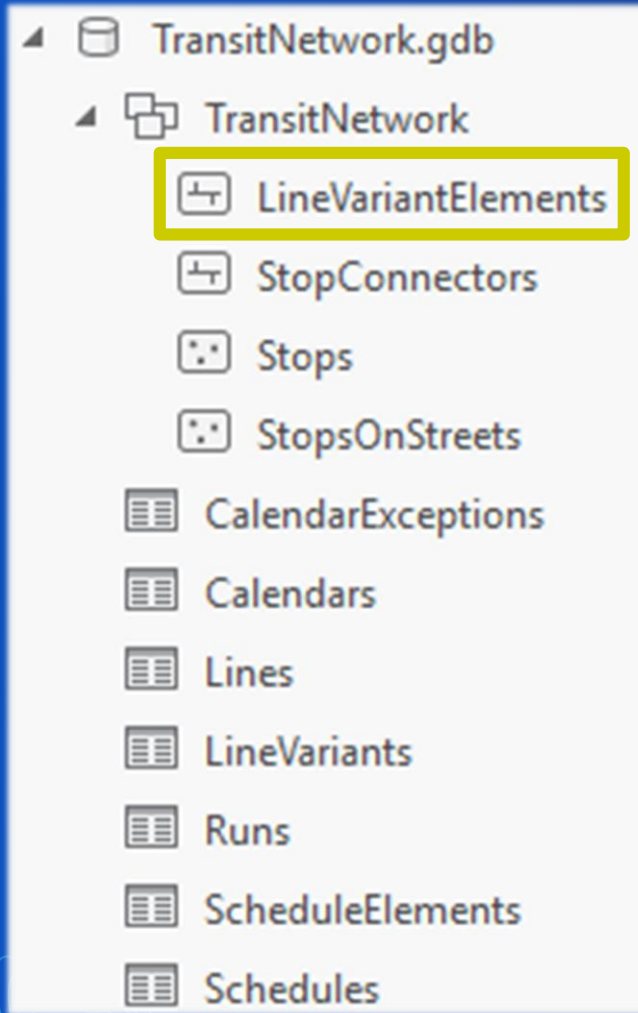 TransitNetwork.gdb
TransitNetwork
LineVariantElements
StopConnectors
Stops
StopsOnStreets
CalendarExceptions
Calendars
Lines
LineVariants
Runs
ScheduleElements
Schedules